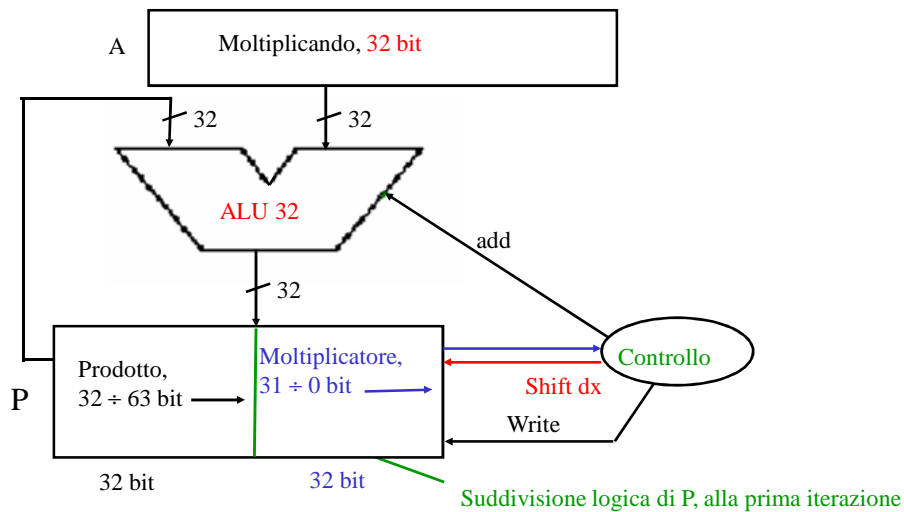 A
Moltiplicando, 32 bit
32
32
ALU 32
add
32
P
Prodotto,
32 ÷ 63 bit
Moltiplicatore,
31 ÷ 0 bit
Controllo
Shift dx
Write
32 bit
32 bit
Suddivisione logica di P, alla prima iterazione